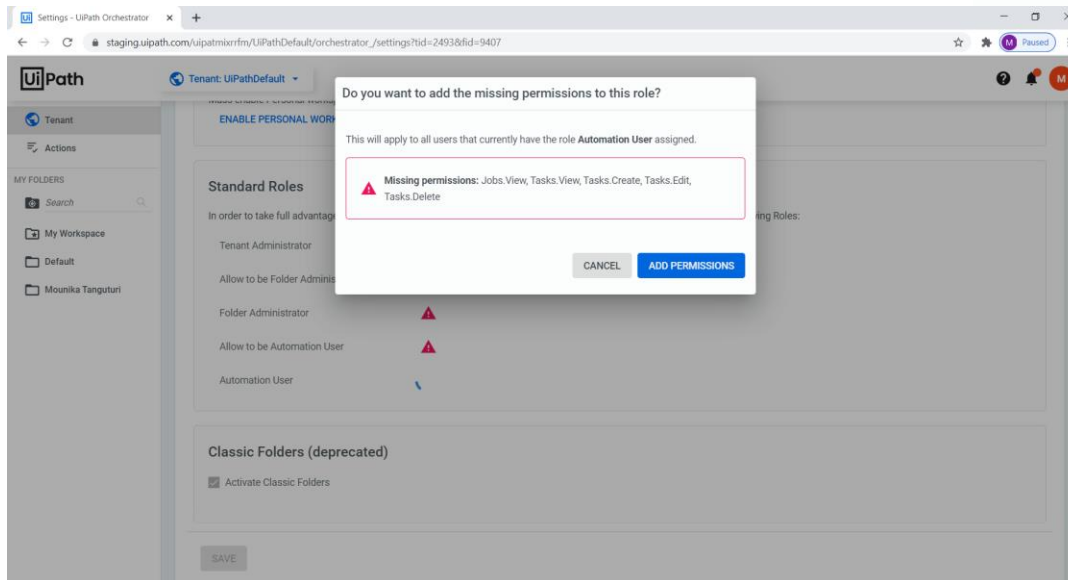 Settings - UiPath Orchestrator
staging.uipath.com/uipatmixrrfm/UiPathDefault/orchestrator_/settings?tid=2493&fid=9407
Paused
UiPath
Tenant: UiPathDefault
M
Tenant
Actions
MY FOLDERS
Search
My Workspace
Default
Mounika Tanguturi
ENABLE PERSONAL WORK
Standard Roles
In order to take full advantage
ing Roles:
Tenant Administrator
Allow to be Folder Adminis
Folder Administrator
Allow to be Automation User
Automation User
Classic Folders (deprecated)
Activate Classic Folders
SAVE
Do you want to add the missing permissions to this role?
This will apply to all users that currently have the role Automation User assigned.
Missing permissions: Jobs.View, Tasks.View, Tasks.Create, Tasks.Edit,
Tasks.Delete
CANCEL
ADD PERMISSIONS